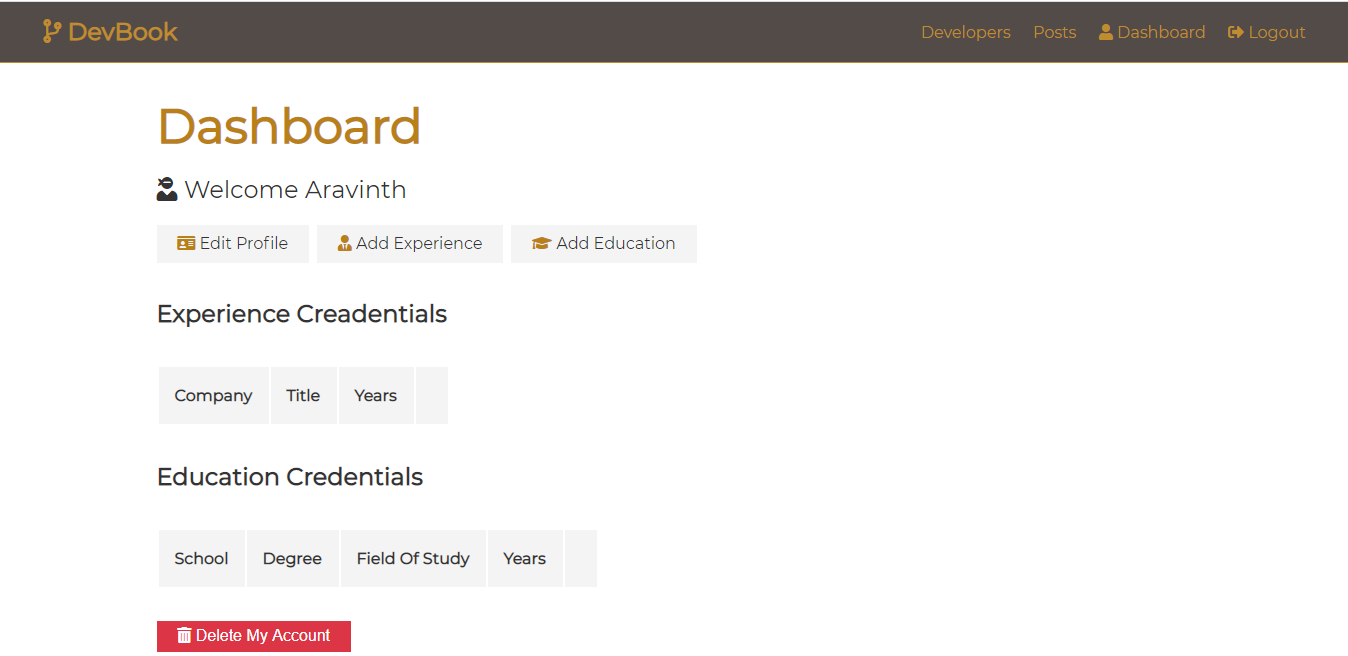 DevBook Developers Posts Dashboard Logout
Dashboard
Welcome Aravinth
Edit Profile Add Experience Add Education
Experience Creadentials
Company Title Years
Education Credentials
School Degree Field Of Study Years
Delete My Account